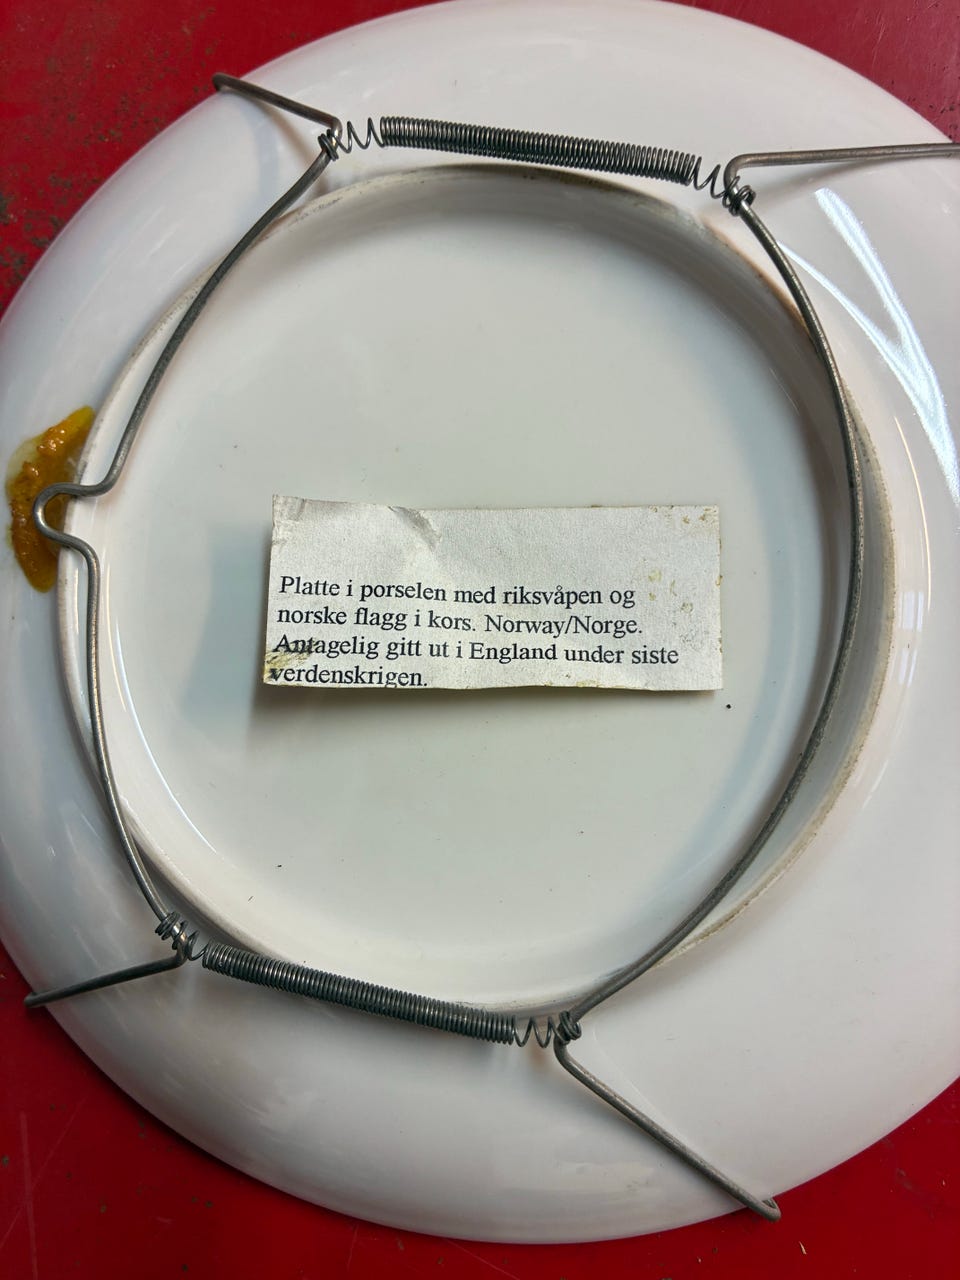 Platte i porselen med riksvåpen og
norske flagg i kors. Norway/Norge.
Antagelig gitt ut i England under siste
verdenskrigen.